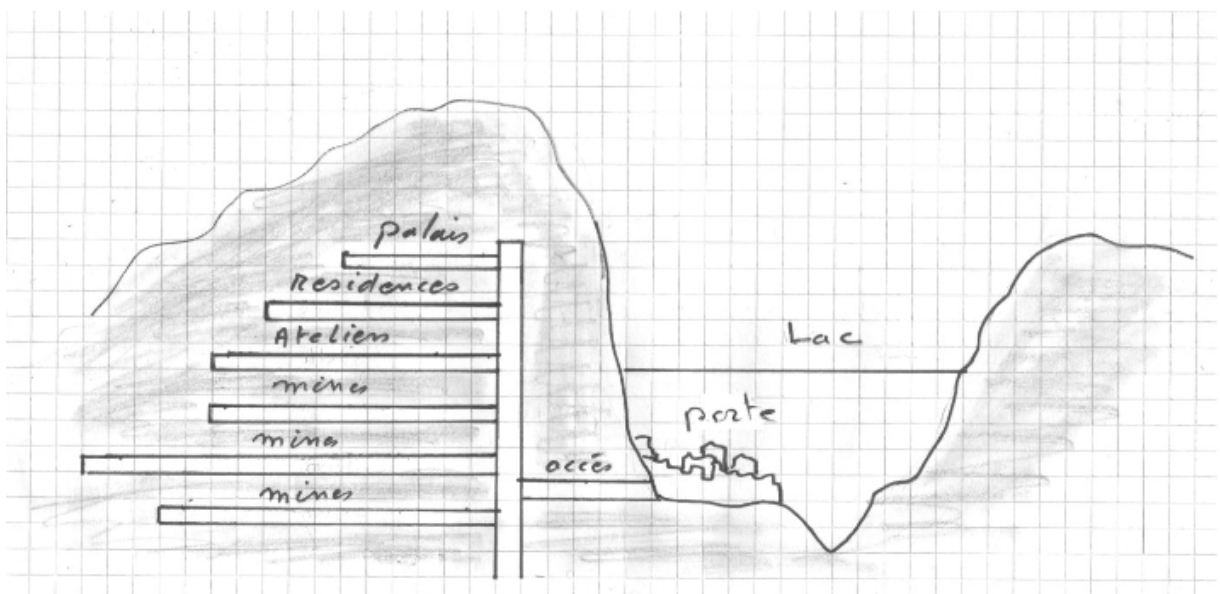 palais
Residences
Ateliers
Lac
mines
porte
mines
accès
mines